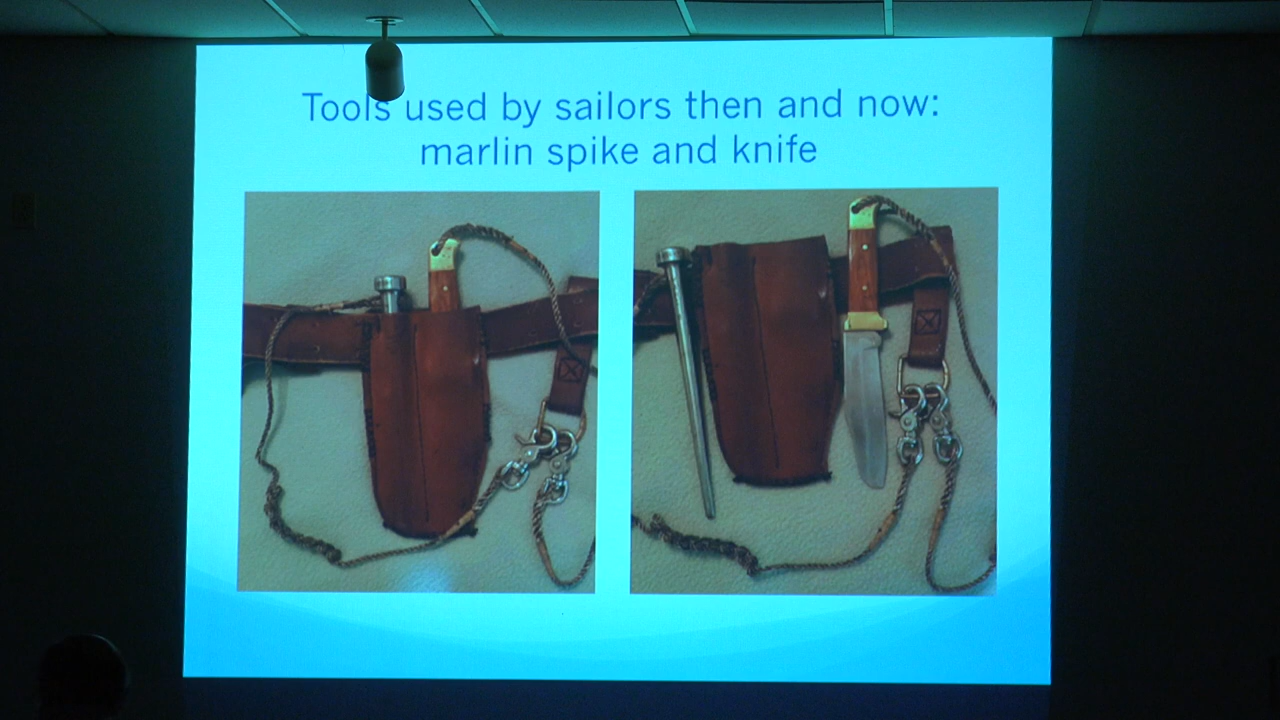 Tools used by sailors then and now:
marlin spike and knife